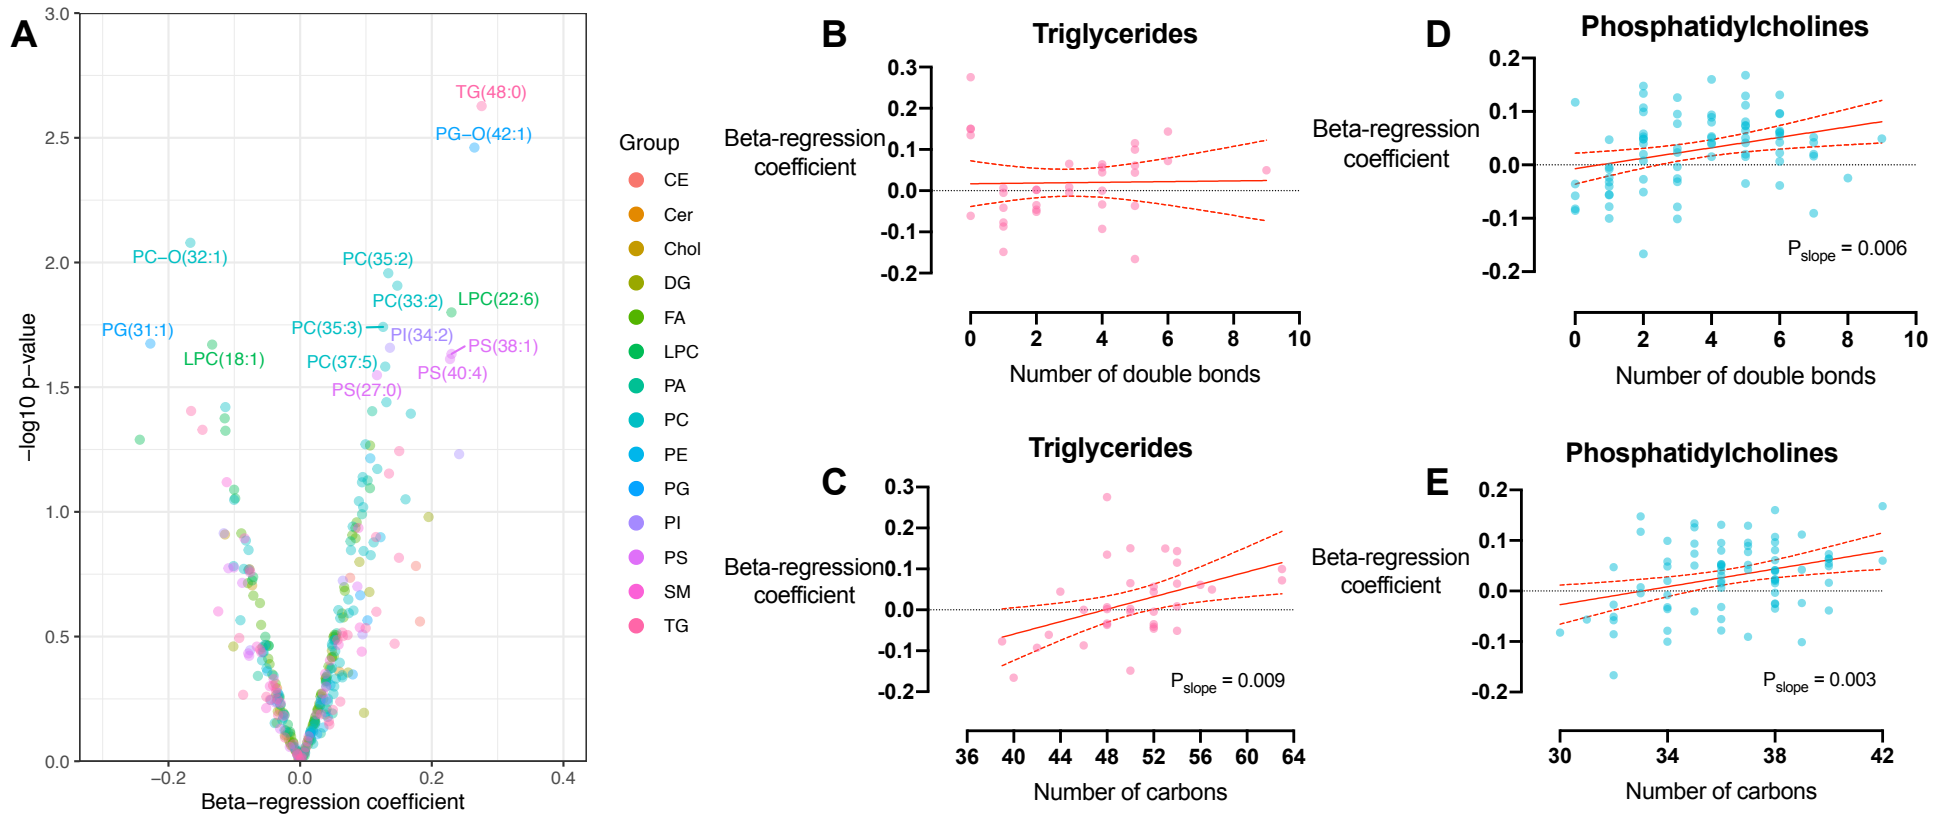 A
3.0
2.5
2.0
1.5
1.0
0.5
0.0
−log10 p−value
TG(48:0)
PG−O(42:1)
PC−O(32:1)
PC(35:2)
PC(33:2)
LPC(22:6)
PG(31:1)
PC(35:3)
PI(34:2)
LPC(18:1)
PC(37:5)
PS(38:1)
PS(40:4)
PS(27:0)
−0.2
0.0
0.2
0.4
Beta−regression coefficient
Group
CE
Cer
Chol
DG
FA
LPC
PA
PC
PE
PG
PI
PS
SM
TG
B
Triglycerides
Beta-regression
coefficient
0.3
0.2
0.1
0.0
-0.1
-0.2
0
2
4
6
8
10
Number of double bonds
C
Triglycerides
Beta-regression
coefficient
0.3
0.2
0.1
0.0
-0.1
-0.2
Pslope = 0.009
36
40
44
48
52
56
60
64
Number of carbons
D
Phosphatidylcholines
Beta-regression
coefficient
0.2
0.1
0.0
-0.1
-0.2
Pslope = 0.006
0
2
4
6
8
10
Number of double bonds
E
Phosphatidylcholines
Beta-regression
coefficient
0.2
0.1
0.0
-0.1
-0.2
Pslope = 0.003
30
34
38
42
Number of carbons